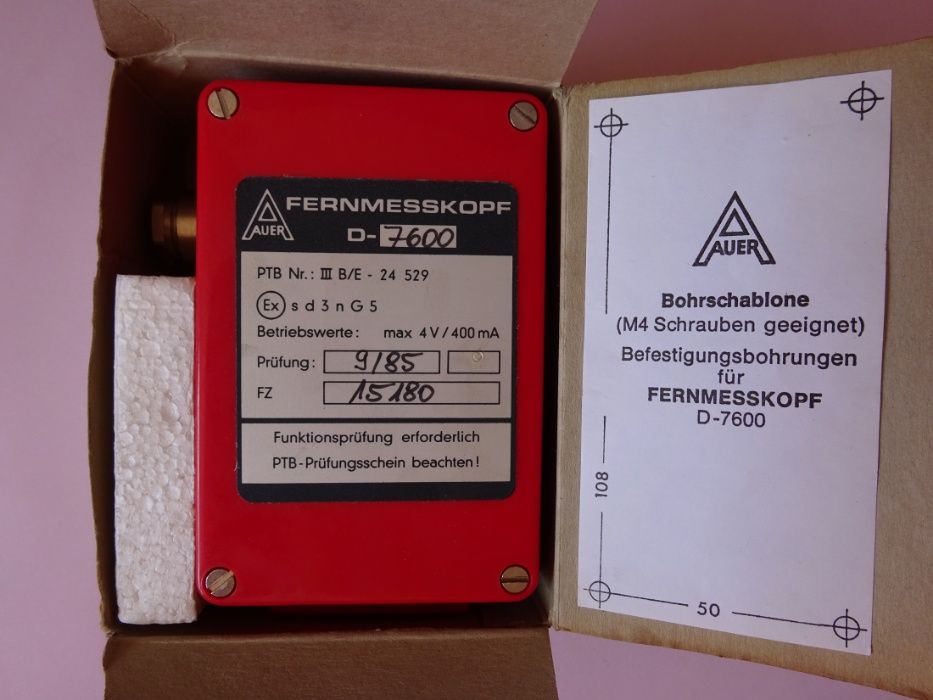 AUER
FERNMESSKOPF
D-7600
PTB Nr.: III B/E - 24 529
Ex s d 3 n G 5
Betriebswerte: max 4 V / 400 mA
Prüfung: 9/85
FZ 15180
Funktionsprüfung erforderlich
PTB-Prüfungsschein beachten!
AUER
Bohrschablone
(M4 Schrauben geeignet)
Befestigungsbohrungen
für
FERNMESSKOPF
D-7600
108
50